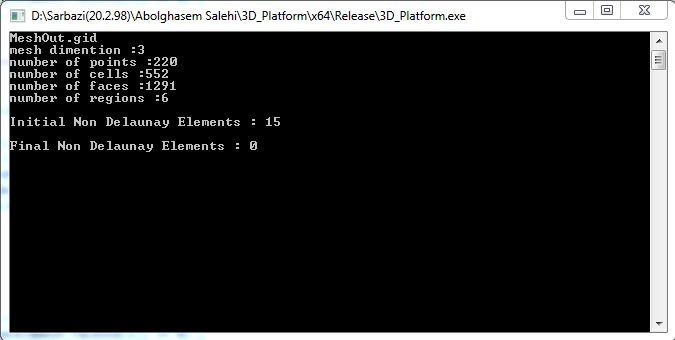 D:\Sarbazi(20.2.98)\Abolghasem Salehi\3D_Platform\x64\Release\3D_Platform.exe
MeshOut.gid
mesh dimention :3
number of points :220
number of cells :552
number of faces :1291
number of regions :6
Initial Non Delaunay Elements : 15
Final Non Delaunay Elements : 0